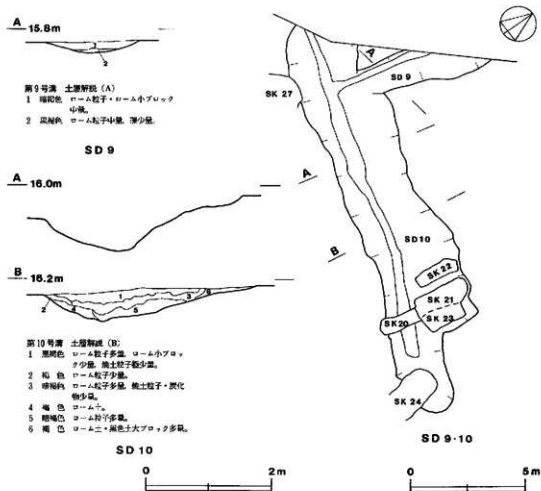 A 15.8m
1
2
第9号溝 土層解説(A)
1 暗褐色 ローム粒子・ローム小ブロック
中量。
2 黒褐色 ローム粒子中量,
SD 9
A 16.0m
B 16.2m
1
2
3
4
5
6
第10号溝 土層解説(B)
1 黒褐色 ローム粒子多量,ローム小ブロッ
ク少量,焼土粒子極少量。
2 褐色 ローム粒子少量。
3 暗褐色 ローム粒子多量,焼土粒子・炭化
物少量。
4 褐色 ローム土。
5 暗褐色 ローム粒子多量。
6 褐色 ローム土・黒色土大ブロック多量。
SD 10
0 2m
A
SD 9
SK 27
A
B
SD10
SK 22
SK 21
SK20
SK 23
SK 24
SD 9·10
0 5m